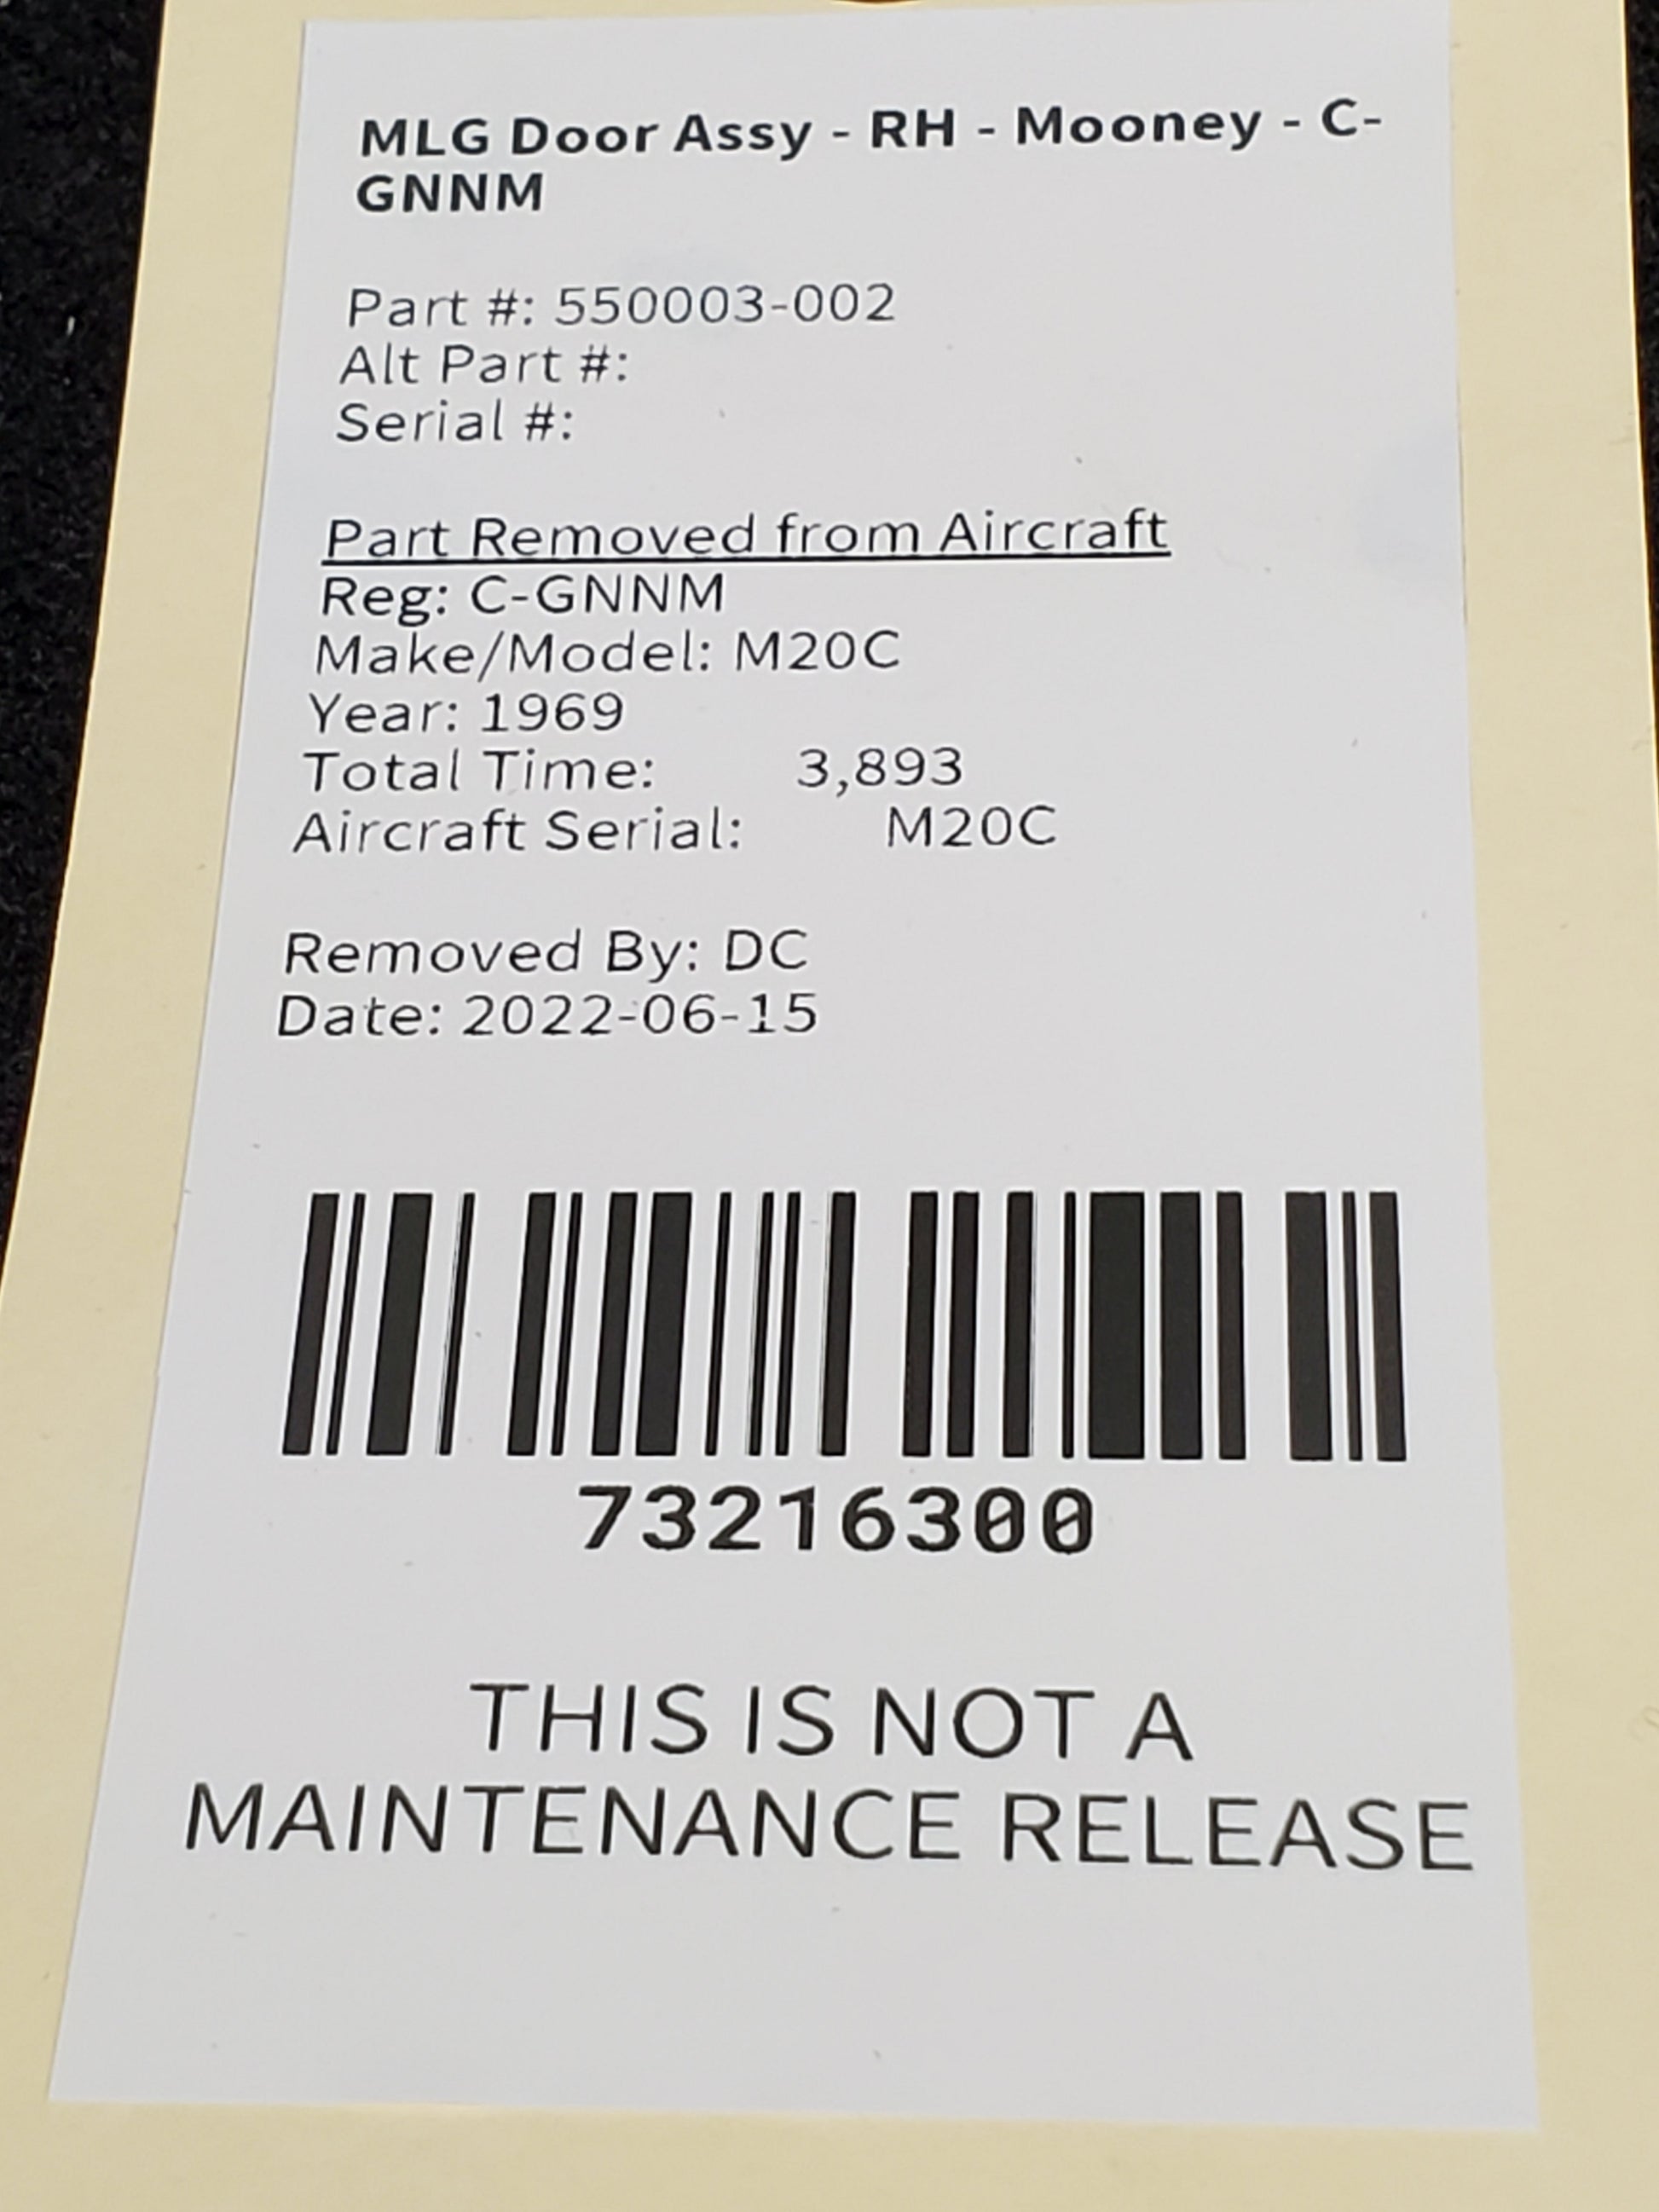 MLG Door Assy - RH - Mooney - C-
GNNM
Part #: 550003-002
Alt Part #:
Serial #:
Part Removed from Aircraft
Reg: C-GNNM
Make/Model: M20C
Year: 1969
Total Time: 3,893
Aircraft Serial: M20C
Removed By: DC
Date: 2022-06-15
73216300
THIS IS NOT A
MAINTENANCE RELEASE